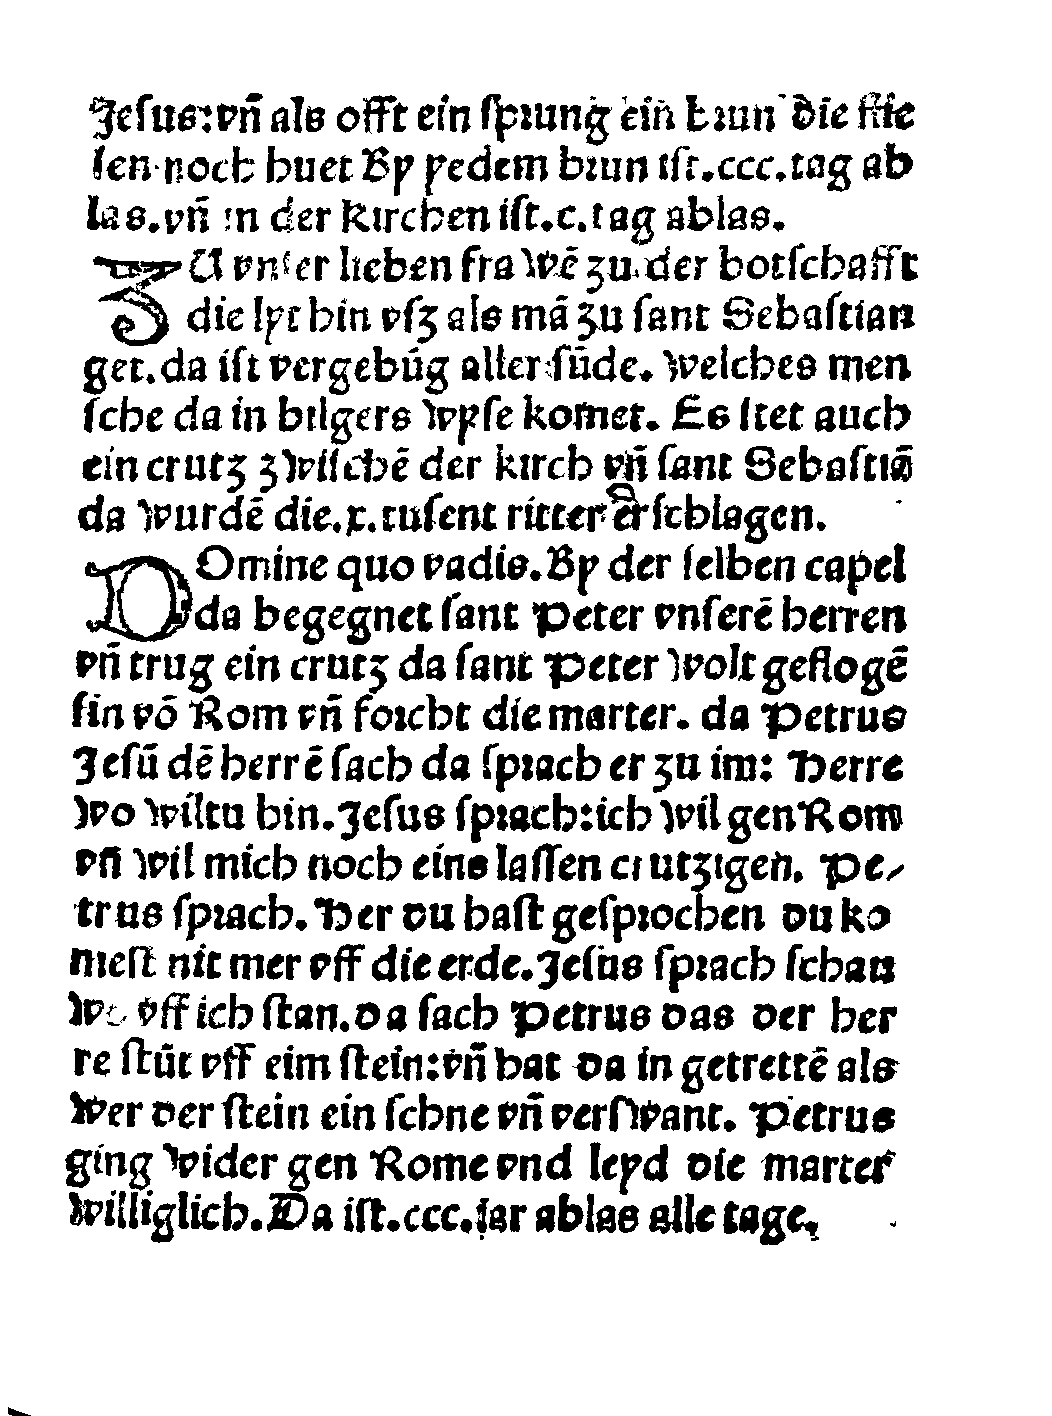 Jeſus: vñ als offt ein ſprung ein brun die flie
ſen noch huet By yedem brun iſt .ccc. tag ab
las. vñ in der kirchen iſt .c. tag ablas.
ZU vnſer lieben frawē zu der botſchafft
die lyt hin vſz als mā zu ſant Sebaſtian
get. da iſt vergebūg aller ſūde. welches men
ſche da in bilgers wyſe komet. Es ſtet auch
ein crutz zwiſchē der kirch vñ ſant Sebaſtiā
da wurdē die .x. tuſent ritter erſchlagen.
DOmine quo vadis. By der ſelben capel
da begegnet ſant Peter vnſerē herren
vñ trug ein crutz da ſant Peter wolt geflogē
ſin vō Rom vñ forcht die marter. da Petrus
Jeſū dē herrē ſach da ſprach er zu im: Herre
wo wiltu hin. Jeſus ſprach: ich wil gen Rom
vñ wil mich noch eins laſſen crutzigen. Pe⸗
trus ſprach. Her du haſt geſprochen du ko
meſt nit mer vff die erde. Jeſus ſprach ſchau
wo vff ich ſtan. Da ſach Petrus das der her
re ſtūt vff eim ſtein: vñ hat da in getrettē als
wer der ſtein ein ſchne vñ verſwant. Petrus
ging wider gen Rome vnd leyd die marter
williglich. Da iſt .ccc. iar ablas alle tage.